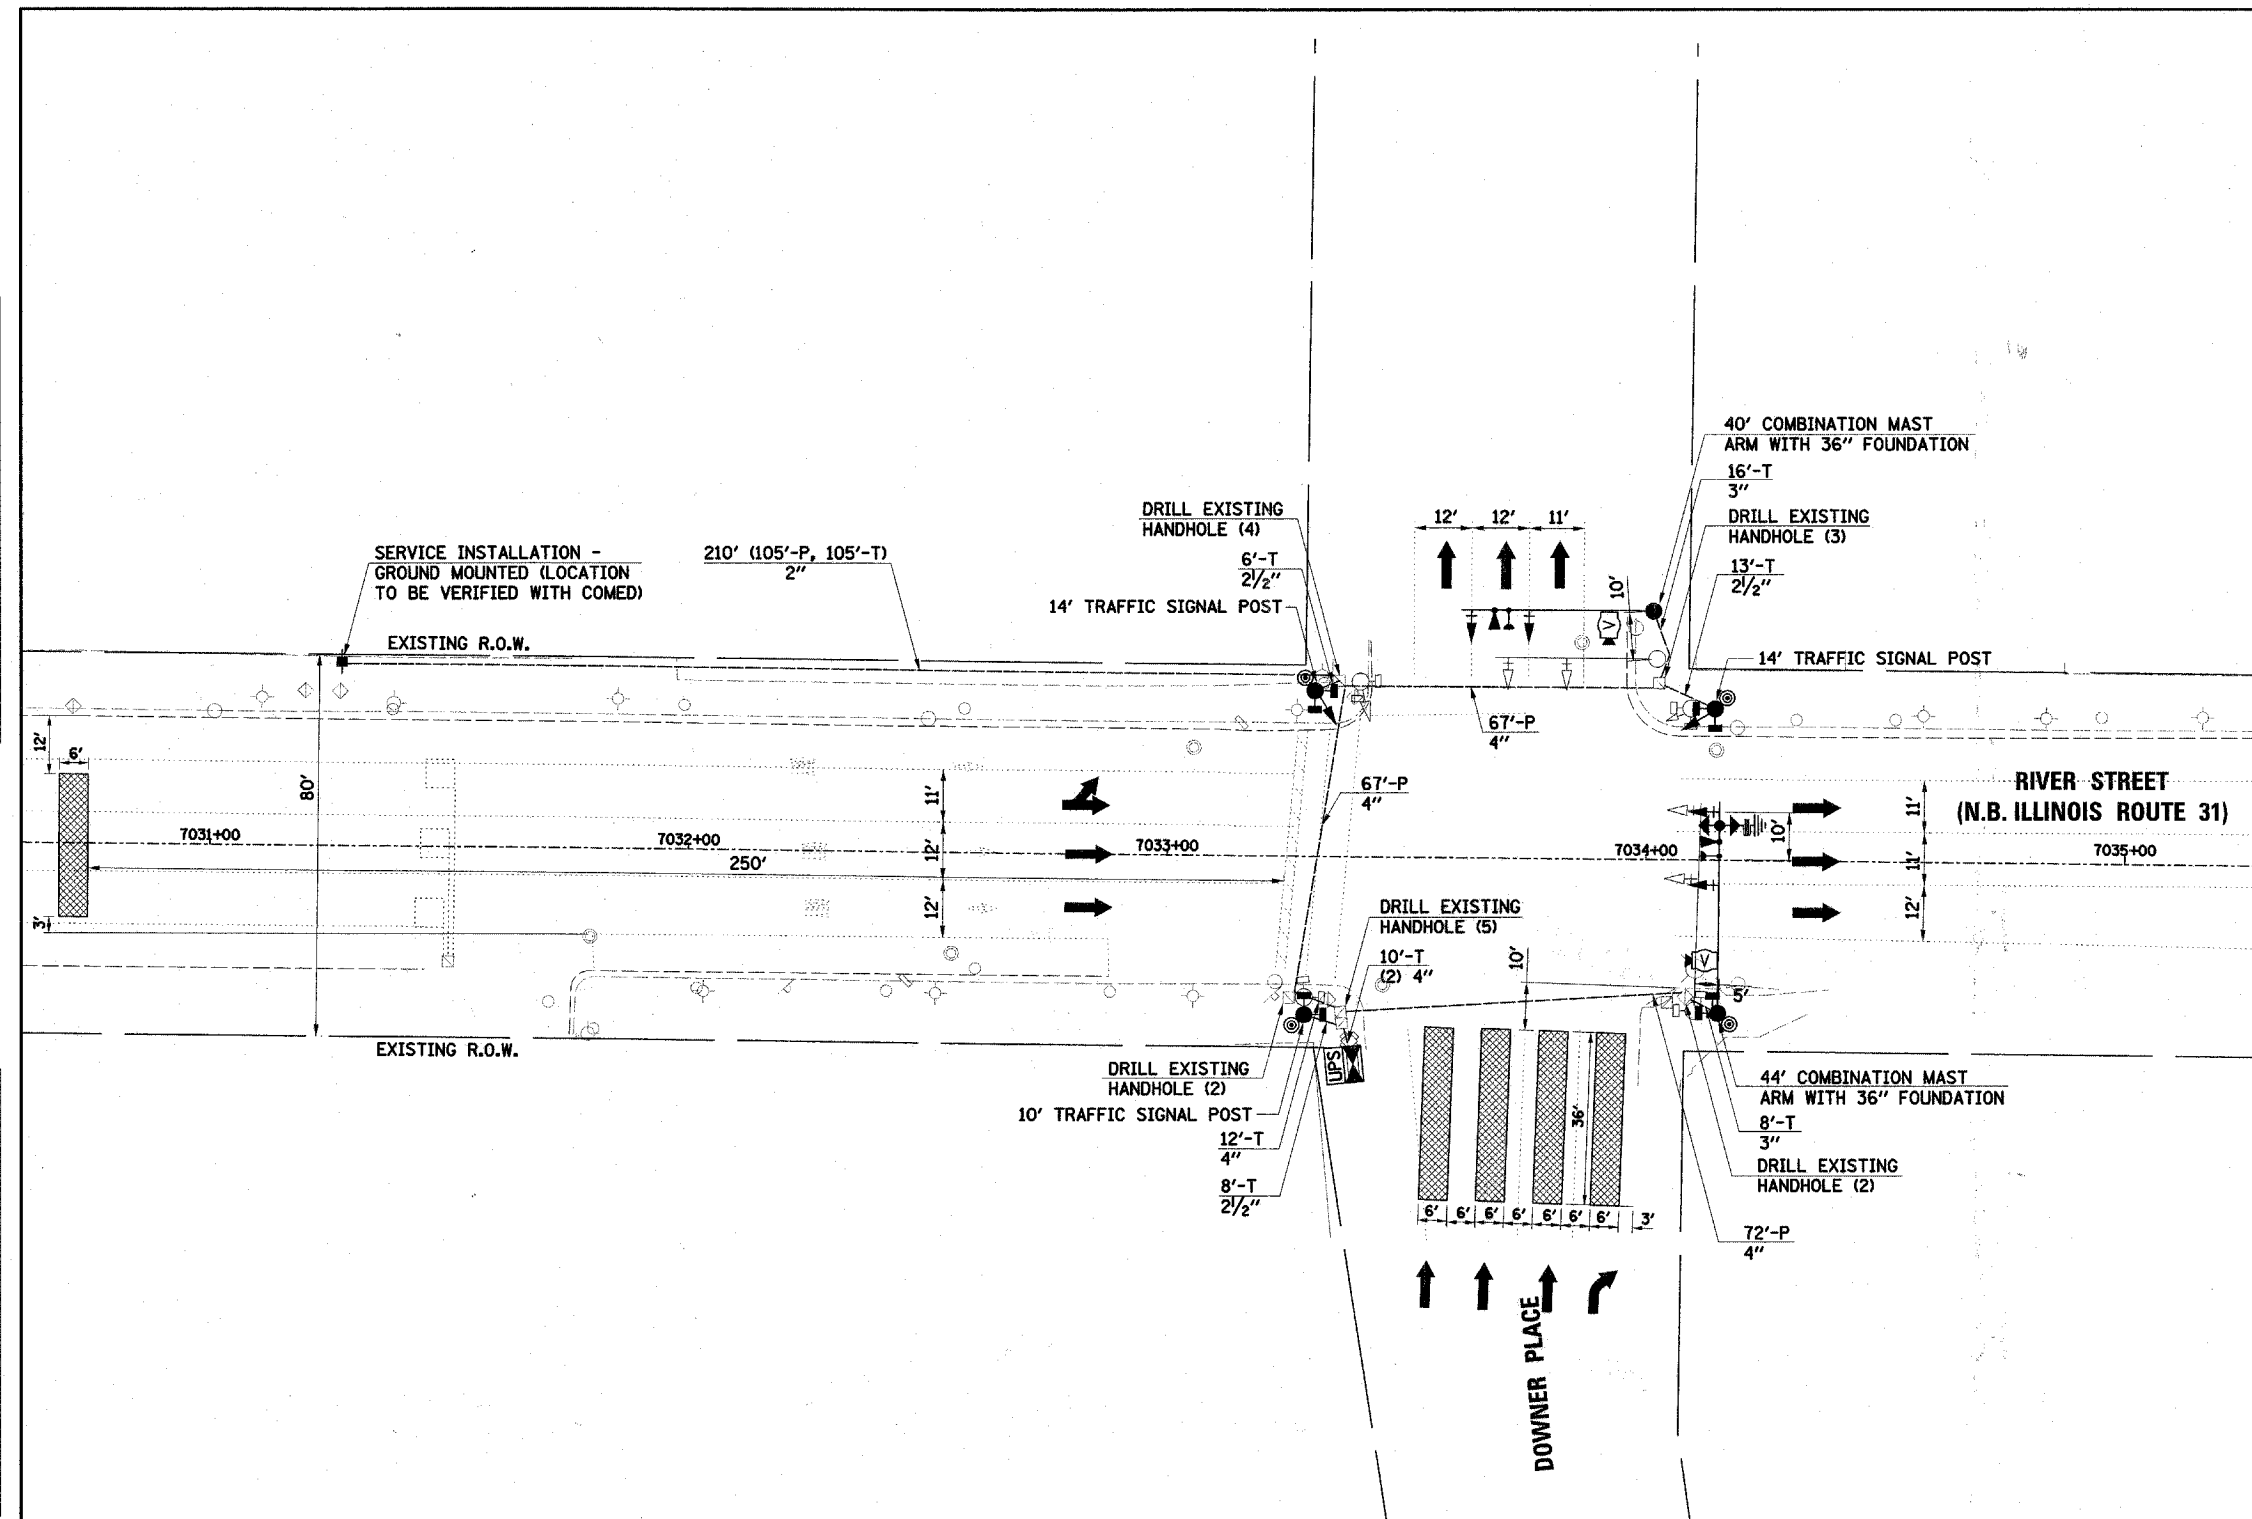 40' COMBINATION MAST
ARM WITH 36" FOUNDATION
16'-T
3"
DRILL EXISTING
HANDHOLE (3)
13'-T
2 1/2"
14' TRAFFIC SIGNAL POST
DRILL EXISTING
HANDHOLE (4)
6'-T
2 1/2"
14' TRAFFIC SIGNAL POST
12'
12'
11'
10'
SERVICE INSTALLATION -
GROUND MOUNTED (LOCATION
TO BE VERIFIED WITH COMED)
210' (105'-P, 105'-T)
2"
EXISTING R.O.W.
V
67'-P
4"
67'-P
4"
12'
6'
80'
3'
7031+00
7032+00
250'
11'
12'
12'
7033+00
7034+00
10'
7035+00
11'
11'
12'
RIVER STREET
(N.B. ILLINOIS ROUTE 31)
DRILL EXISTING
HANDHOLE (5)
10'-T
(2) 4"
10'
V
5'
EXISTING R.O.W.
UPS
DRILL EXISTING
HANDHOLE (2)
10' TRAFFIC SIGNAL POST
12'-T
4"
8'-T
2 1/2"
36'
44' COMBINATION MAST
ARM WITH 36" FOUNDATION
8'-T
3"
DRILL EXISTING
HANDHOLE (2)
72'-P
4"
6'
6'
6'
6'
6'
6'
6'
3'
DOWNER PLACE